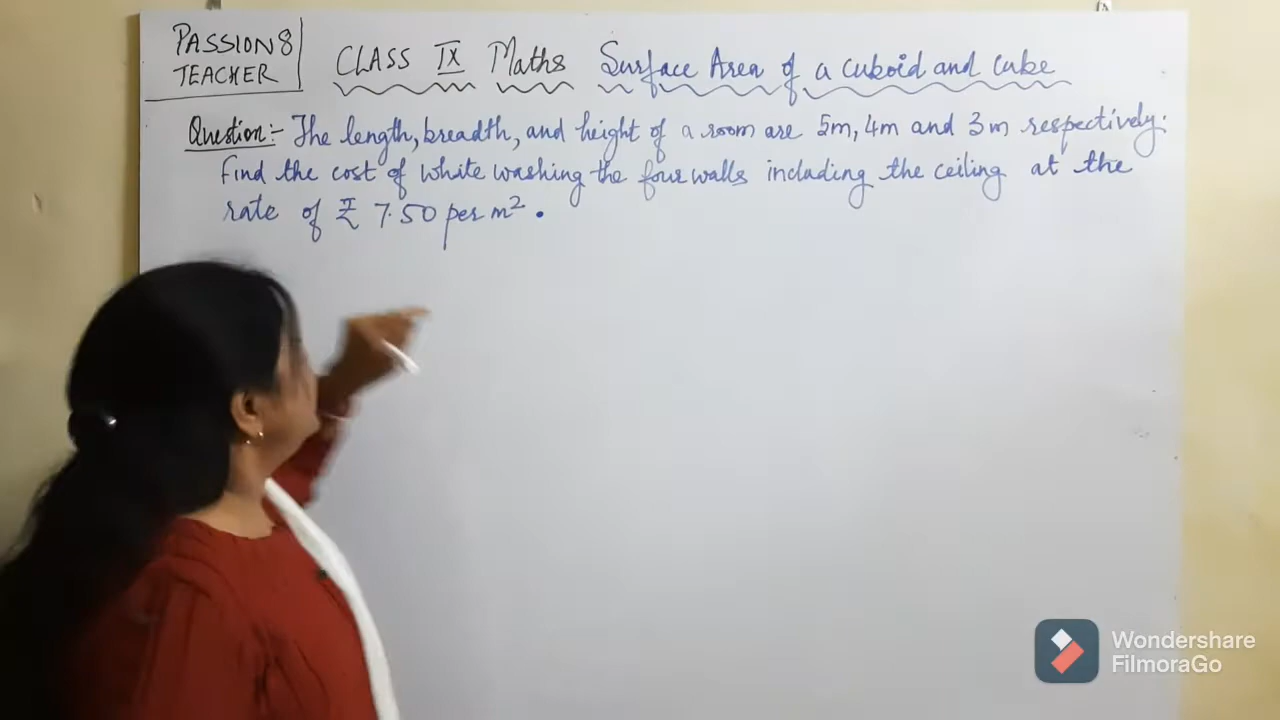 PASSION8
TEACHER
CLASS IX Maths Surface Area of a cuboid and cube
Question:- The length, breadth, and height of a room are 5m, 4m and 3m respectively.
Find the cost of white washing the four walls including the ceiling at the
rate of ₹ 7.50 per m².
Wondershare
FilmoraGo